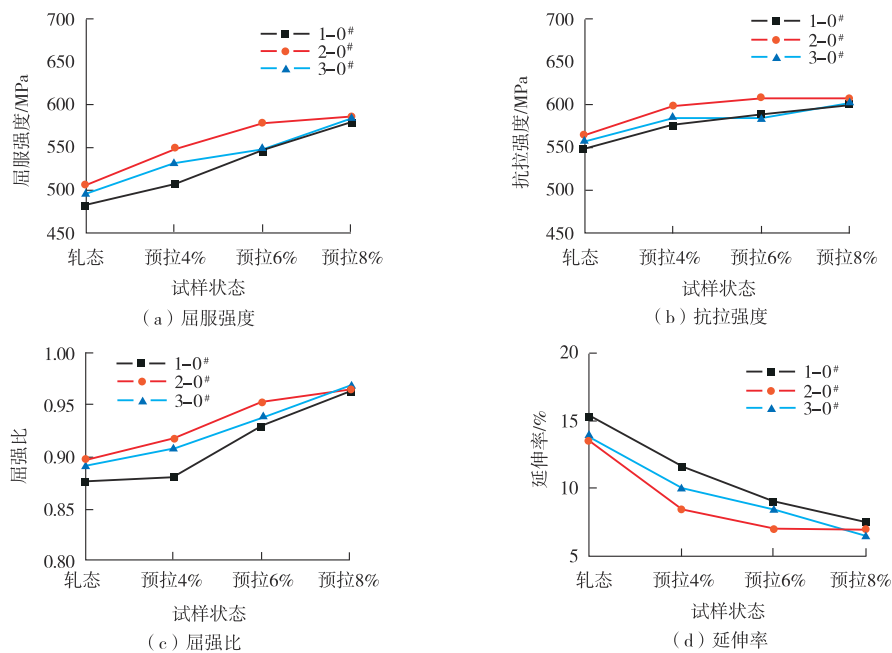 700
650
600
550
500
450
屈服强度/MPa
1-0#
2-0#
3-0#
轧态
预拉4%
预拉6%
预拉8%
试样状态
(a)屈服强度
700
650
600
550
500
450
抗拉强度/MPa
1-0#
2-0#
3-0#
轧态
预拉4%
预拉6%
预拉8%
试样状态
(b)抗拉强度
1.00
0.95
0.90
0.85
0.80
屈强比
1-0#
2-0#
3-0#
轧态
预拉4%
预拉6%
预拉8%
试样状态
(c)屈强比
20
15
10
5
延伸率/%
1-0#
2-0#
3-0#
轧态
预拉4%
预拉6%
预拉8%
试样状态
(d)延伸率